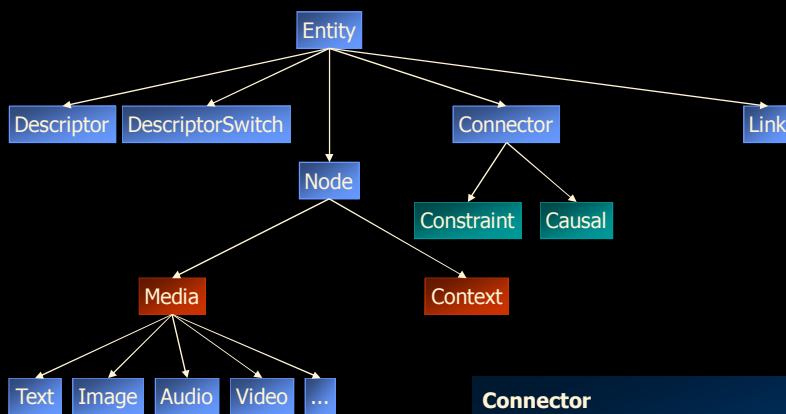 Entity
Descriptor DescriptorSwitch Connector Link
Node
Constraint Causal
Media Context
Text Image Audio Video ...
Connector